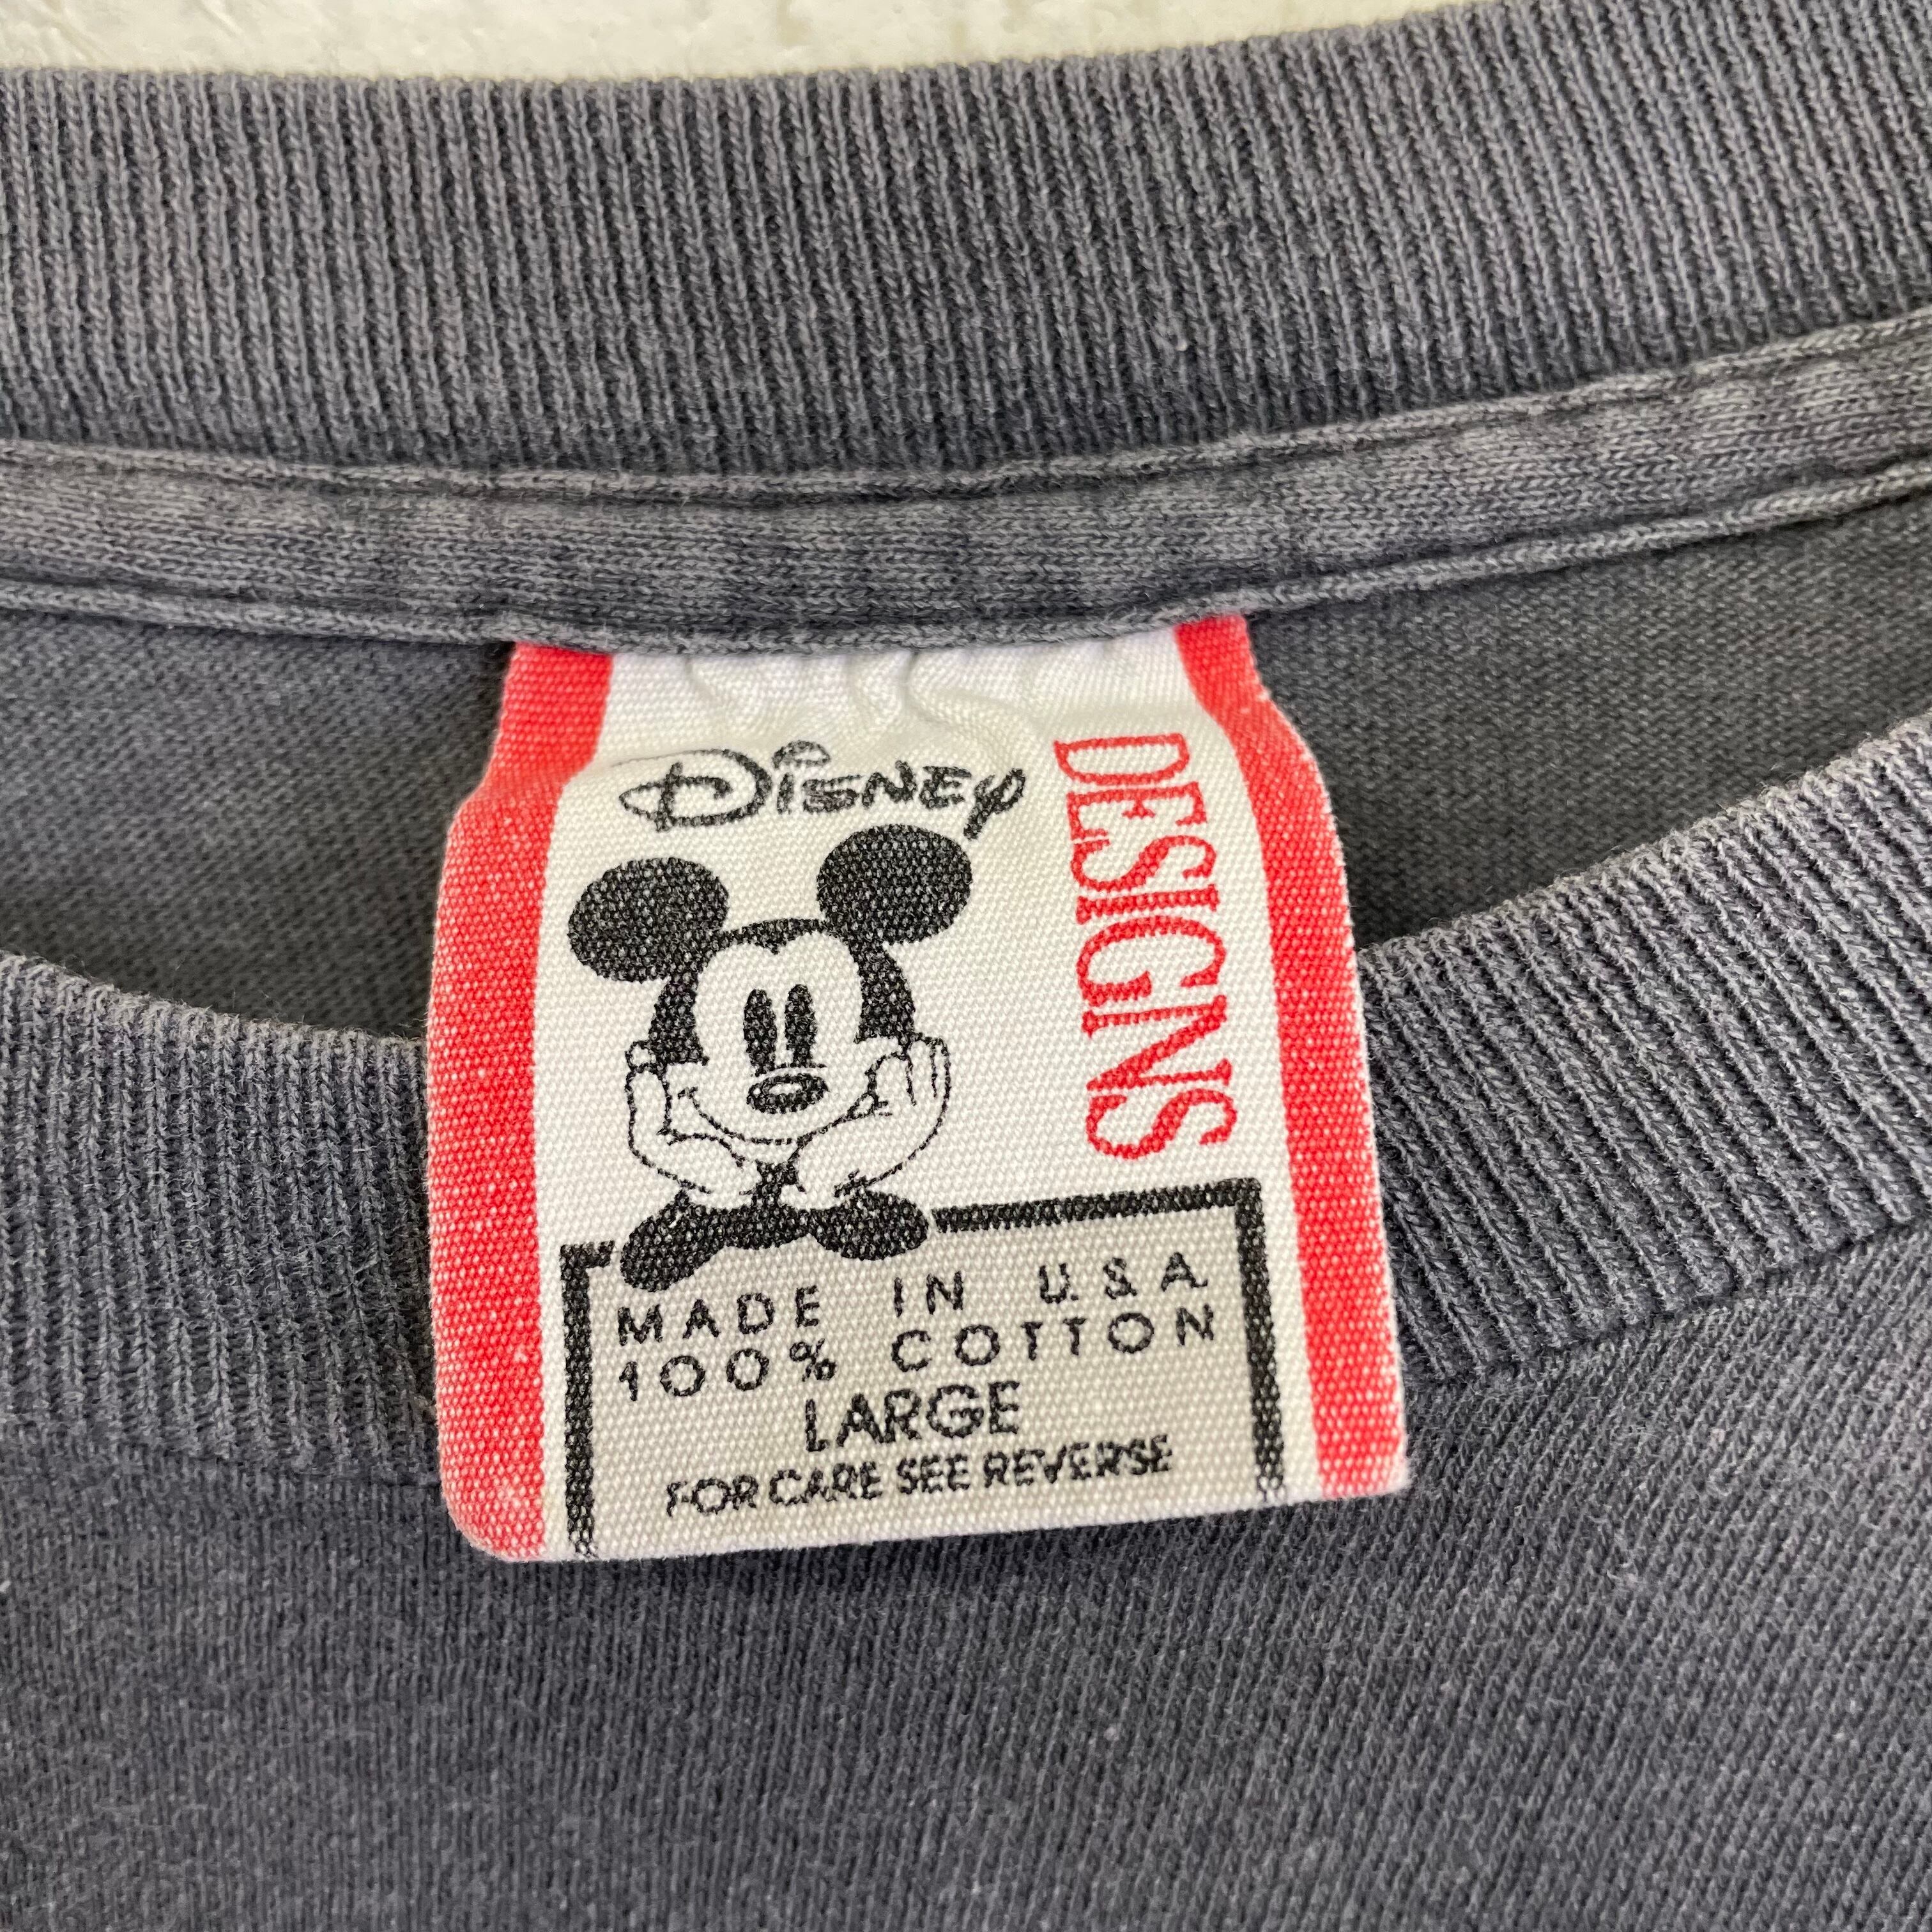 Disney
DESIGNS
MADE IN U.S.A.
100% COTTON
LARGE
FOR CARE SEE REVERSE